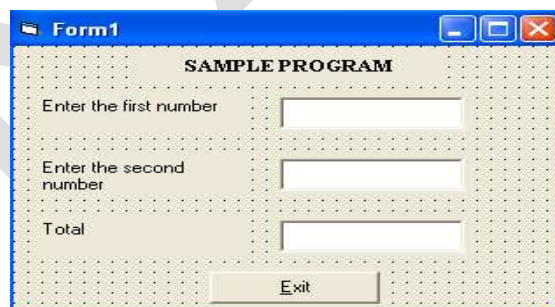 Form1
SAMPLE PROGRAM
Enter the first number
Enter the second
number
Total
Exit